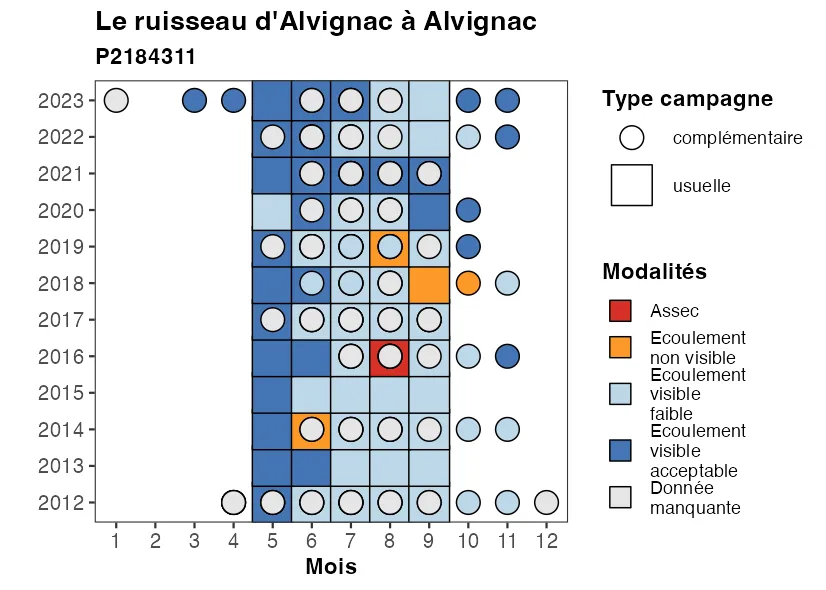 Le ruisseau d'Alvignac à Alvignac
P2184311
2023
2022
2021
2020
2019
2018
2017
2016
2015
2014
2013
2012
1 2 3 4 5 6 7 8 9 10 11 12
Mois
Type campagne
complémentaire
usuelle
Modalités
Assec
Ecoulement
non visible
Ecoulement
visible
faible
Ecoulement
visible
acceptable
Donnée
manquante